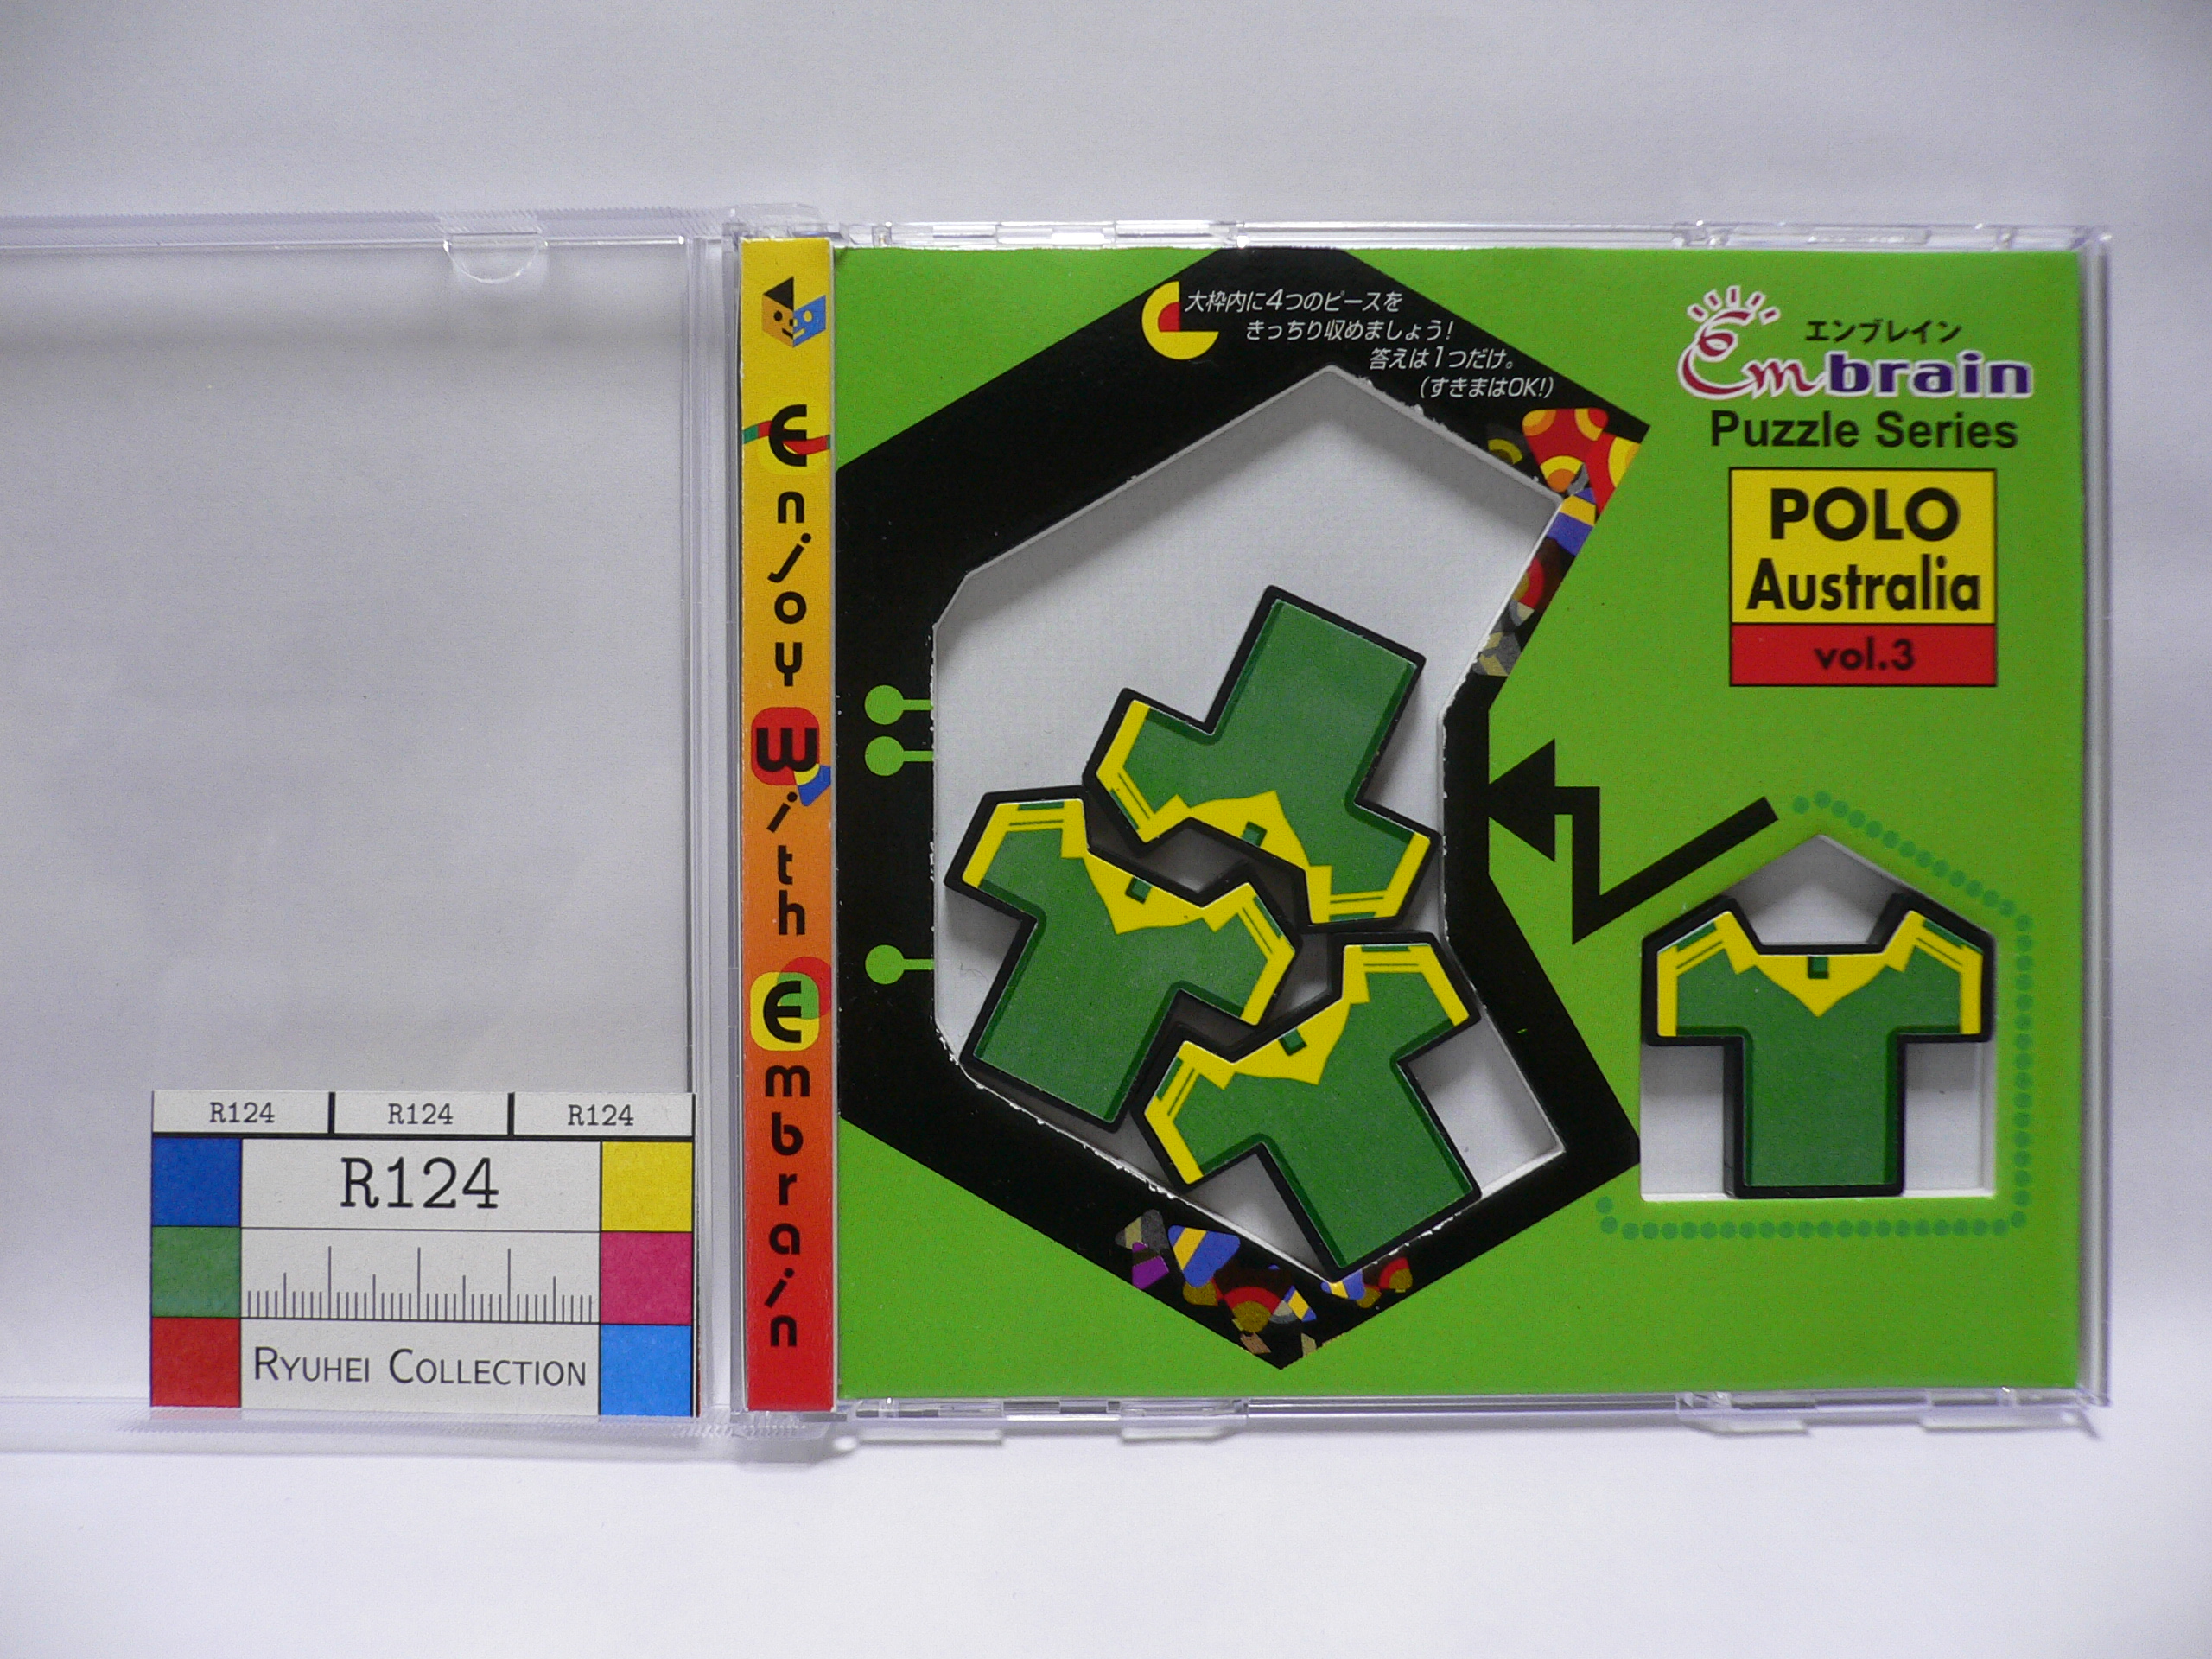 Enjoy With Embrain
大枠内に4つのピースを
きっちり収めましょう!
答えは1つだけ。
(すきまはOK!)
エンブレイン
Embrain
Puzzle Series
POLO
Australia
vol.3
R124 R124 R124
R124
RYUHEI COLLECTION